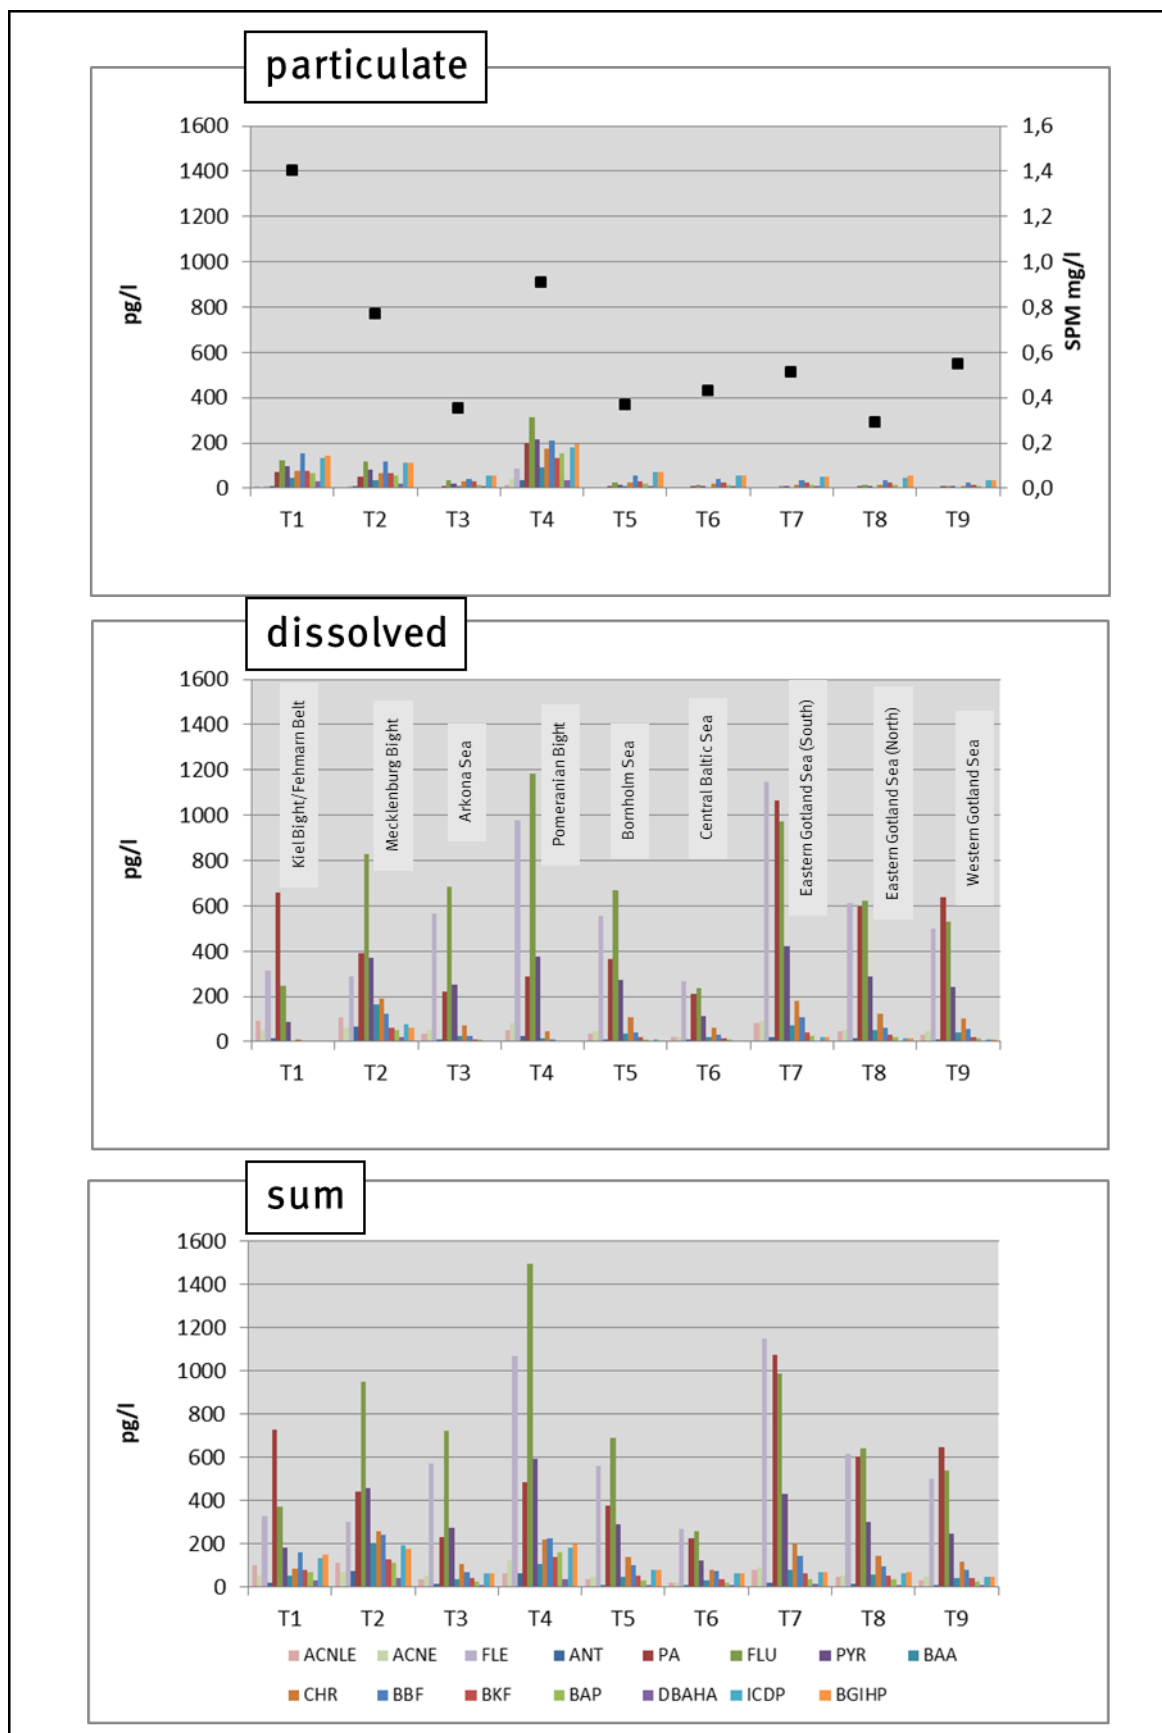 particulate
1600 1,6
1400 1,4
1200 1,2
1000 1,0
800 0,8
600 0,6
400 0,4
200 0,2
0 0,0
pg/l
SPM mg/l
T1 T2 T3 T4 T5 T6 T7 T8 T9
dissolved
1600
1400
1200
1000
800
600
400
200
0
pg/l
Kiel Bight/Fehmarn Belt
Mecklenburg Bight
Arkona Sea
Pomeranian Bight
Bornholm Sea
Central Baltic Sea
Eastern Gotland Sea (South)
Eastern Gotland Sea (North)
Western Gotland Sea
T1 T2 T3 T4 T5 T6 T7 T8 T9
sum
1600
1400
1200
1000
800
600
400
200
0
pg/l
T1 T2 T3 T4 T5 T6 T7 T8 T9
ACNLE ACNE FLE ANT PA FLU PYR BAA
CHR BBF BKF BAP DBAHA ICDP BGIHP